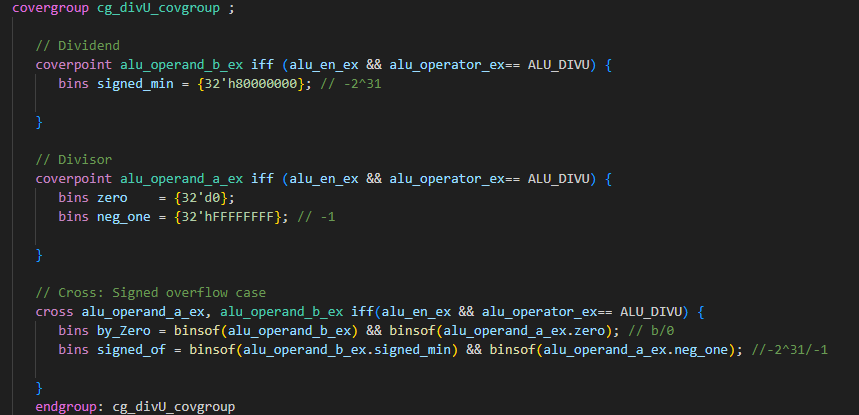 covergroup cg_divU_covgroup ;
// Dividend
coverpoint alu_operand_b_ex iff (alu_en_ex && alu_operator_ex== ALU_DIVU) {
bins signed_min = {32'h80000000}; // -2^31
}
// Divisor
coverpoint alu_operand_a_ex iff (alu_en_ex && alu_operator_ex== ALU_DIVU) {
bins zero    = {32'd0};
bins neg_one = {32'hFFFFFFFF}; // -1
}
// Cross: Signed overflow case
cross alu_operand_a_ex, alu_operand_b_ex iff(alu_en_ex && alu_operator_ex== ALU_DIVU) {
bins by_Zero = binsof(alu_operand_b_ex) && binsof(alu_operand_a_ex.zero); // b/0
bins signed_of = binsof(alu_operand_b_ex.signed_min) && binsof(alu_operand_a_ex.neg_one); //-2^31/-1
}
endgroup: cg_divU_covgroup